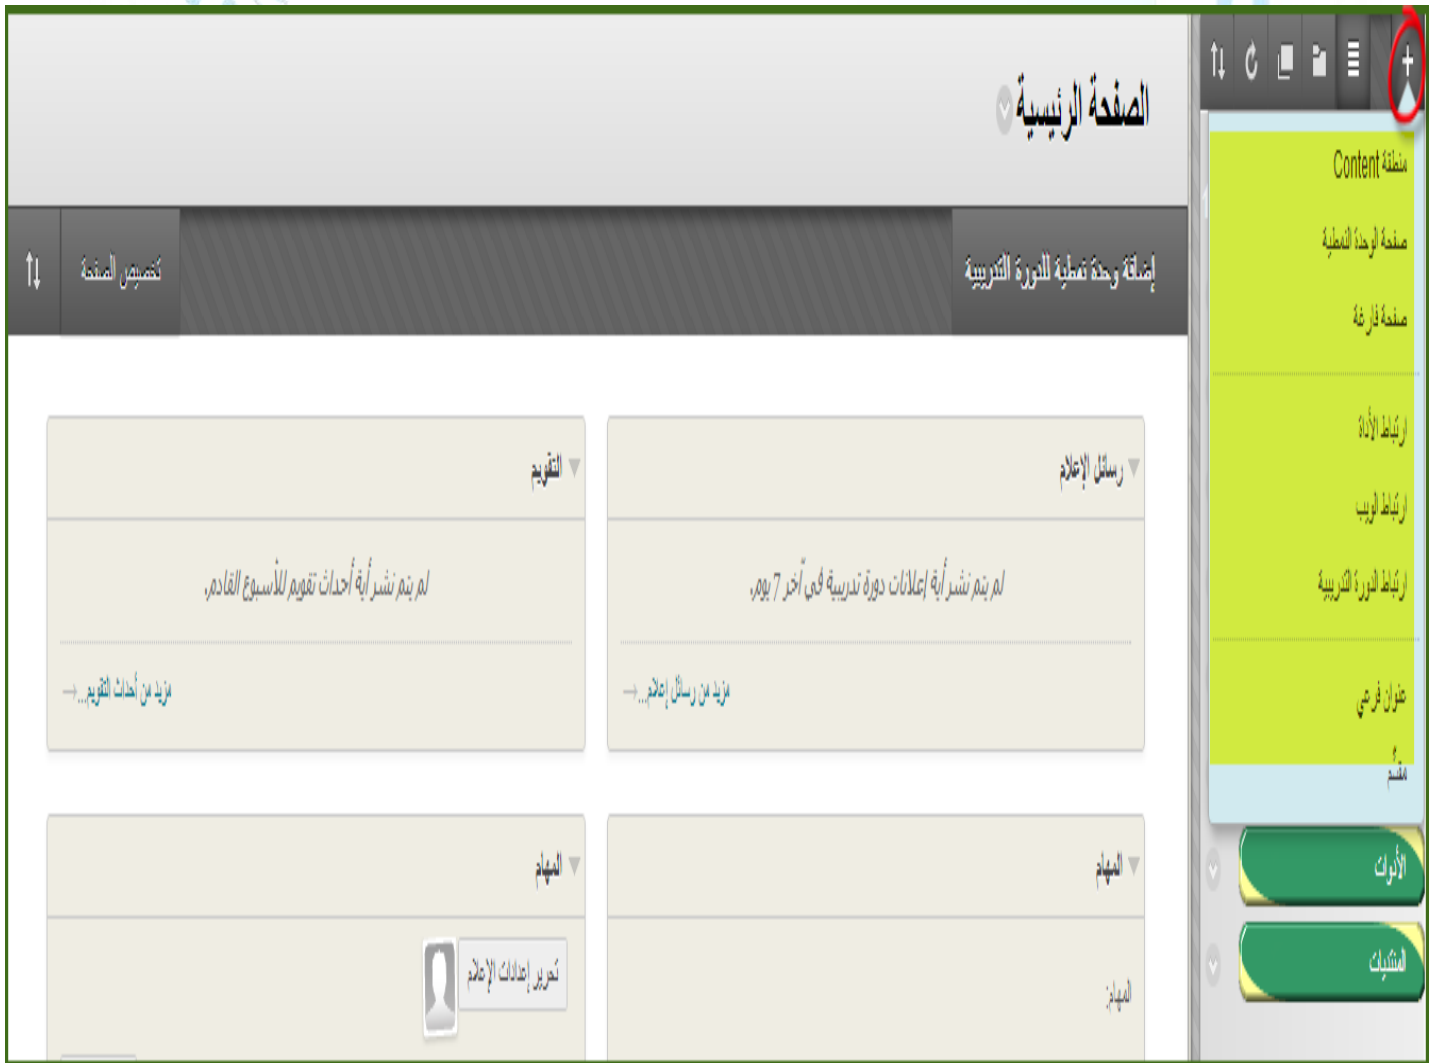 منطقة Content
صفحة الوحدة النمطية
صفحة فارغة
ارتباط الأداة
ارتباط الويب
ارتباط الدورة التدريبية
عنوان فرعي
مقسّم
الأدوات
المنتديات
الصفحة الرئيسية
إضافة وحدة نمطية للدورة التدريبية
تخصيص الصفحة
رسائل الإعلام
لم يتم نشر أية إعلانات دورة تدريبية في آخر 7 يوم.
مزيد من رسائل إعلام...
التقويم
لم يتم نشر أية أحداث تقويم للأسبوع القادم.
مزيد من أحداث التقويم...
المهام
المهام:
المهام
تحرير إعدادات الإعلام